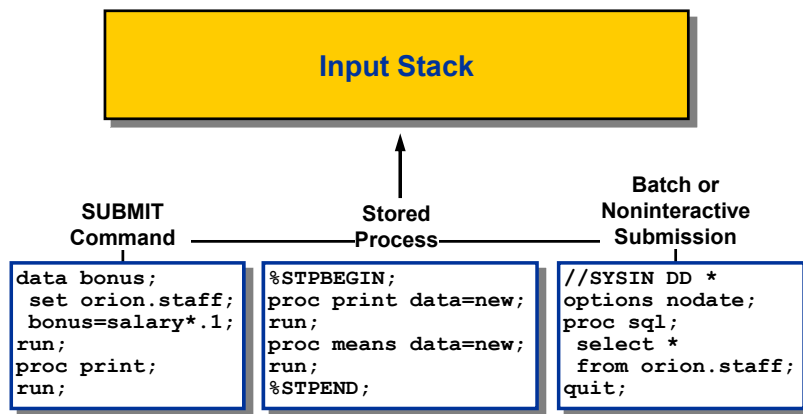 Input Stack
SUBMIT
Command
Stored
Process
Batch or
Noninteractive
Submission
data bonus;
 set orion.staff;
 bonus=salary*.1;
run;
proc print;
run;
%STPBEGIN;
proc print data=new;
run;
proc means data=new;
run;
%STPEND;
//SYSIN DD *
options nodate;
proc sql;
 select *
 from orion.staff;
quit;